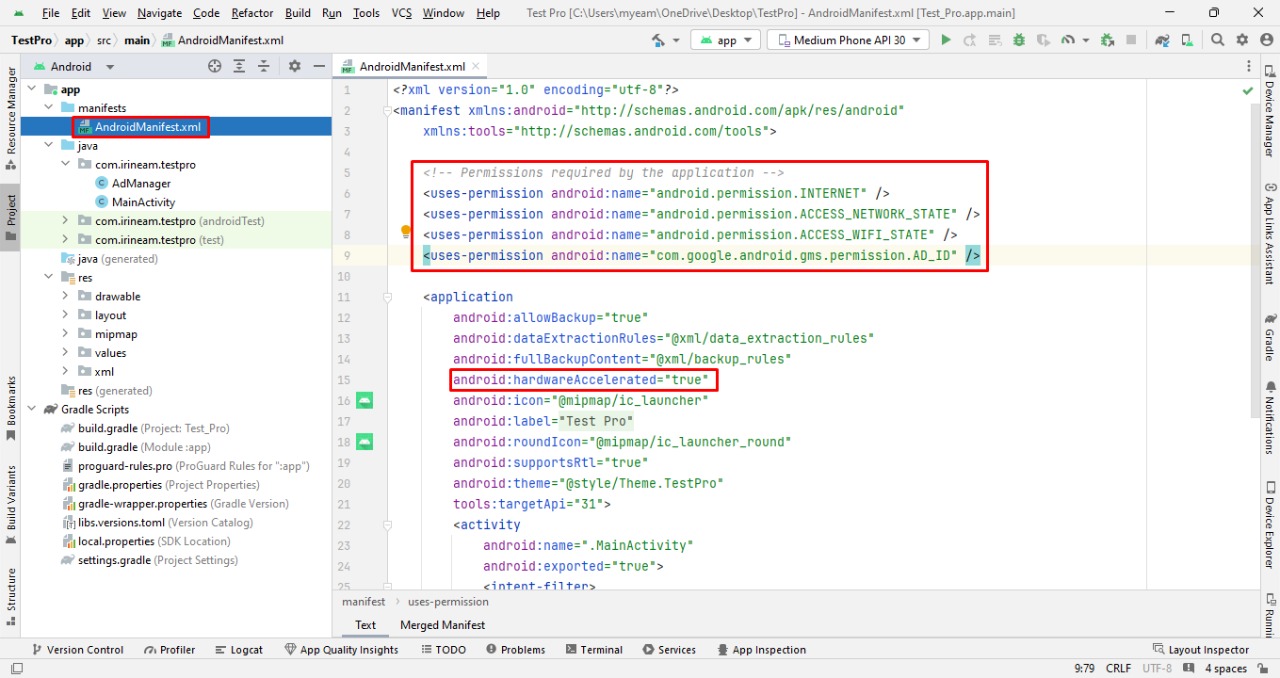 File Edit View Navigate Code Refactor Build Run Tools VCS Window Help Test Pro [C:\Users\myeam\OneDrive\Desktop\TestPro] - AndroidManifest.xml [Test_Pro.app.main]
TestPro app src main AndroidManifest.xml
app
Medium Phone API 30
Resource Manager
Project
Bookmarks
Build Variants
Structure
Android
app
manifests
AndroidManifest.xml
java
com.irineam.testpro
AdManager
MainActivity
com.irineam.testpro (androidTest)
com.irineam.testpro (test)
java (generated)
res
drawable
layout
mipmap
values
xml
res (generated)
Gradle Scripts
build.gradle (Project: Test_Pro)
build.gradle (Module :app)
proguard-rules.pro (ProGuard Rules for ":app")
gradle.properties (Project Properties)
gradle-wrapper.properties (Gradle Version)
libs.versions.toml (Version Catalog)
local.properties (SDK Location)
settings.gradle (Project Settings)
AndroidManifest.xml
1 <?xml version="1.0" encoding="utf-8"?>
2 <manifest xmlns:android="http://schemas.android.com/apk/res/android"
3 xmlns:tools="http://schemas.android.com/tools">
4
5 <!-- Permissions required by the application -->
6 <uses-permission android:name="android.permission.INTERNET" />
7 <uses-permission android:name="android.permission.ACCESS_NETWORK_STATE" />
8 <uses-permission android:name="android.permission.ACCESS_WIFI_STATE" />
9 <uses-permission android:name="com.google.android.gms.permission.AD_ID" />
10
11 <application
12 android:allowBackup="true"
13 android:dataExtractionRules="@xml/data_extraction_rules"
14 android:fullBackupContent="@xml/backup_rules"
15 android:hardwareAccelerated="true"
16 android:icon="@mipmap/ic_launcher"
17 android:label="Test Pro"
18 android:roundIcon="@mipmap/ic_launcher_round"
19 android:supportsRtl="true"
20 android:theme="@style/Theme.TestPro"
21 tools:targetApi="31">
22 <activity
23 android:name=".MainActivity"
24 android:exported="true">
25 <intent-filter>
manifest uses-permission
Text Merged Manifest
Device Manager
App Link Assistant
Gradle
Notifications
Device Explorer
Runn
Version Control Profiler Logcat App Quality Insights TODO Problems Terminal Services App Inspection Layout Inspector
9:79 CRLF UTF-8 4 spaces